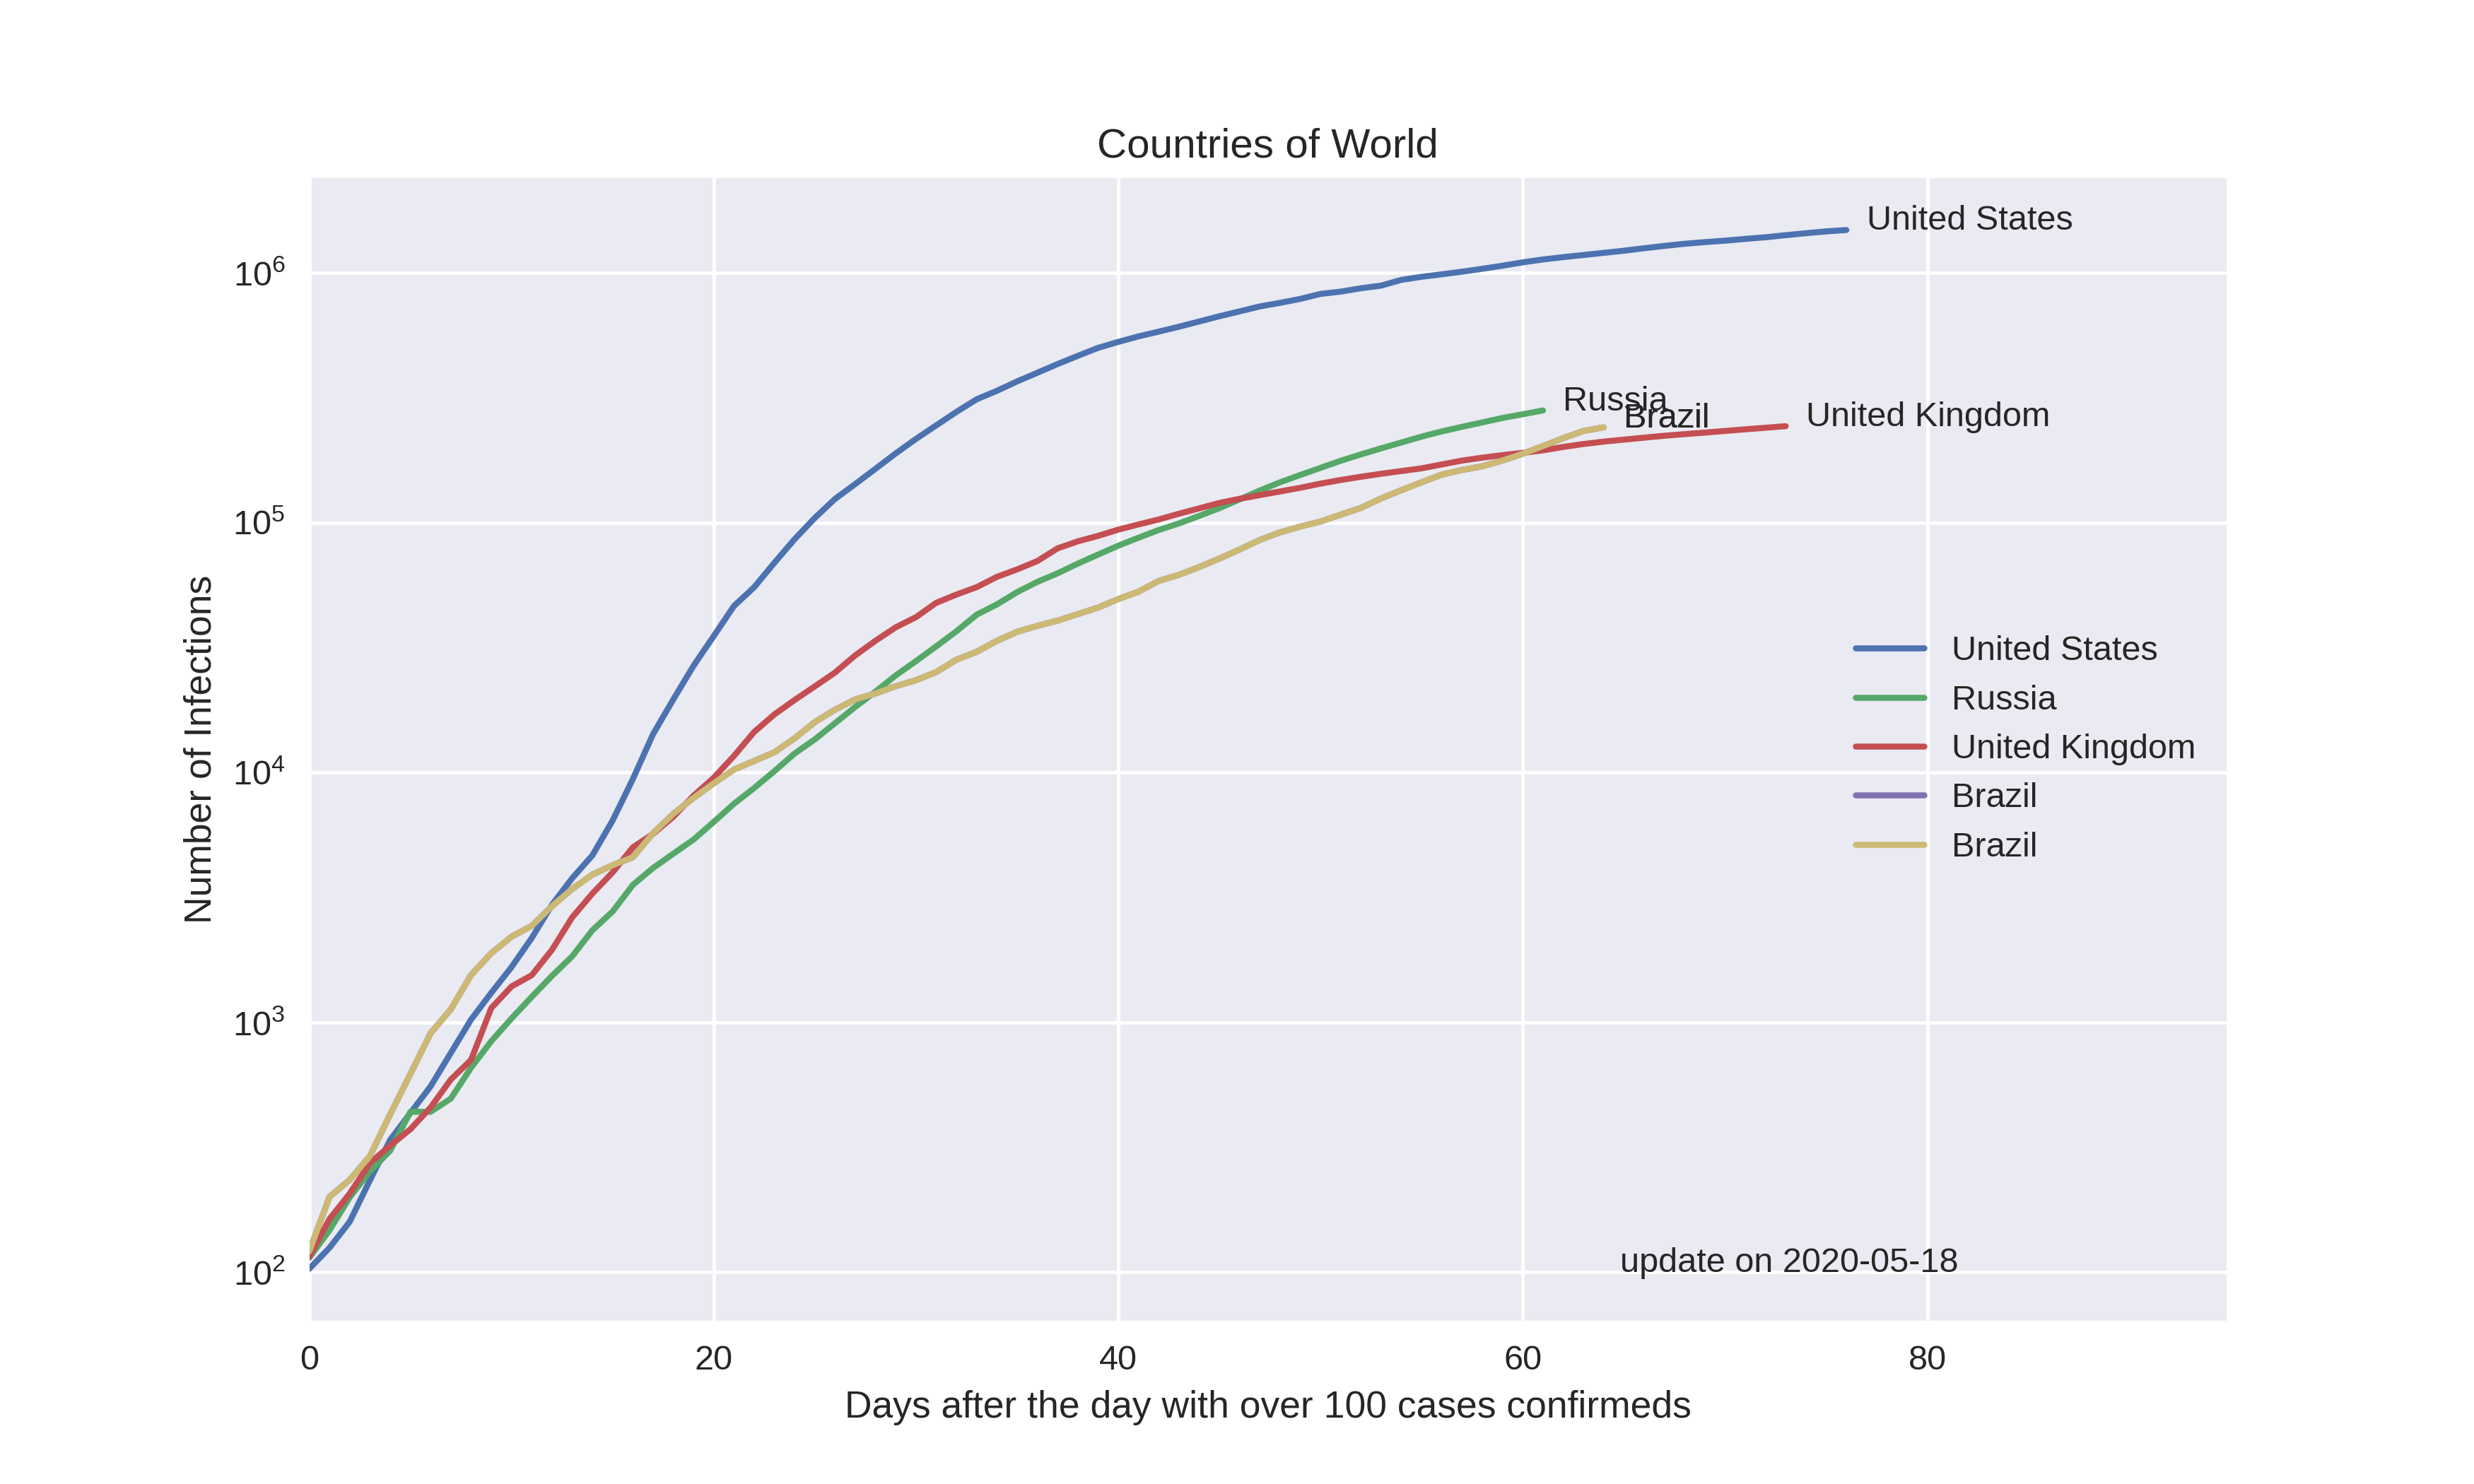 Countries of World
United States
10⁶
Russia
Brazil
United Kingdom
10⁵
Number of Infections
United States
Russia
United Kingdom
10⁴
Brazil
Brazil
10³
update on 2020-05-18
10²
0 20 40 60 80
Days after the day with over 100 cases confirmeds